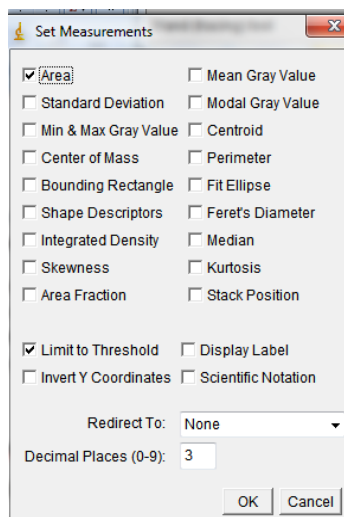 Set Measurements
Area Mean Gray Value
Standard Deviation Modal Gray Value
Min & Max Gray Value Centroid
Center of Mass Perimeter
Bounding Rectangle Fit Ellipse
Shape Descriptors Feret's Diameter
Integrated Density Median
Skewness Kurtosis
Area Fraction Stack Position
Limit to Threshold Display Label
Invert Y Coordinates Scientific Notation
Redirect To: None
Decimal Places (0-9): 3
OK Cancel